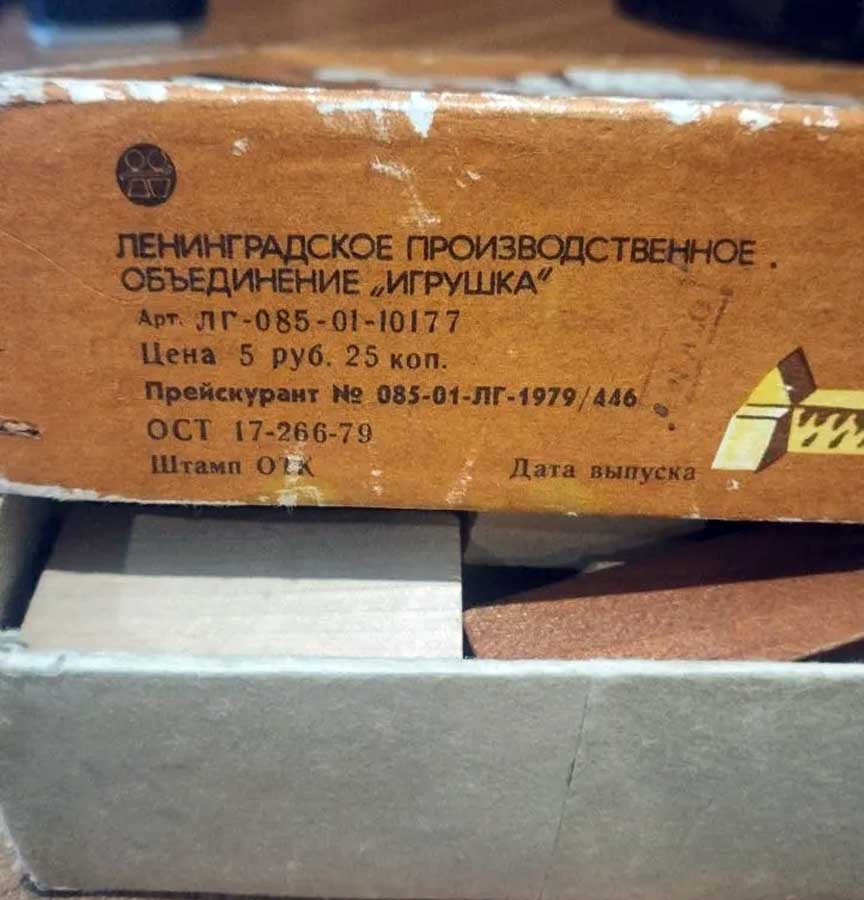 ЛЕНИНГРАДСКОЕ ПРОИЗВОДСТВЕННОЕ
ОБЪЕДИНЕНИЕ „ИГРУШКА"
Арт. ЛГ-085-01-10177
Цена 5 руб. 25 коп.
Прейскурант № 085-01-ЛГ-1979/446
ОСТ 17-266-79
Штамп ОТК
Дата выпуска